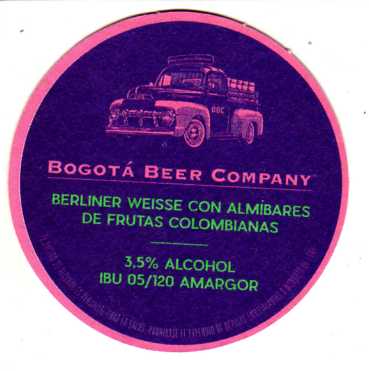 BBC
BOGOTÁ BEER COMPANY
BERLINER WEISSE CON ALMÍBARES
DE FRUTAS COLOMBIANAS
3,5% ALCOHOL
IBU 05/120 AMARGOR